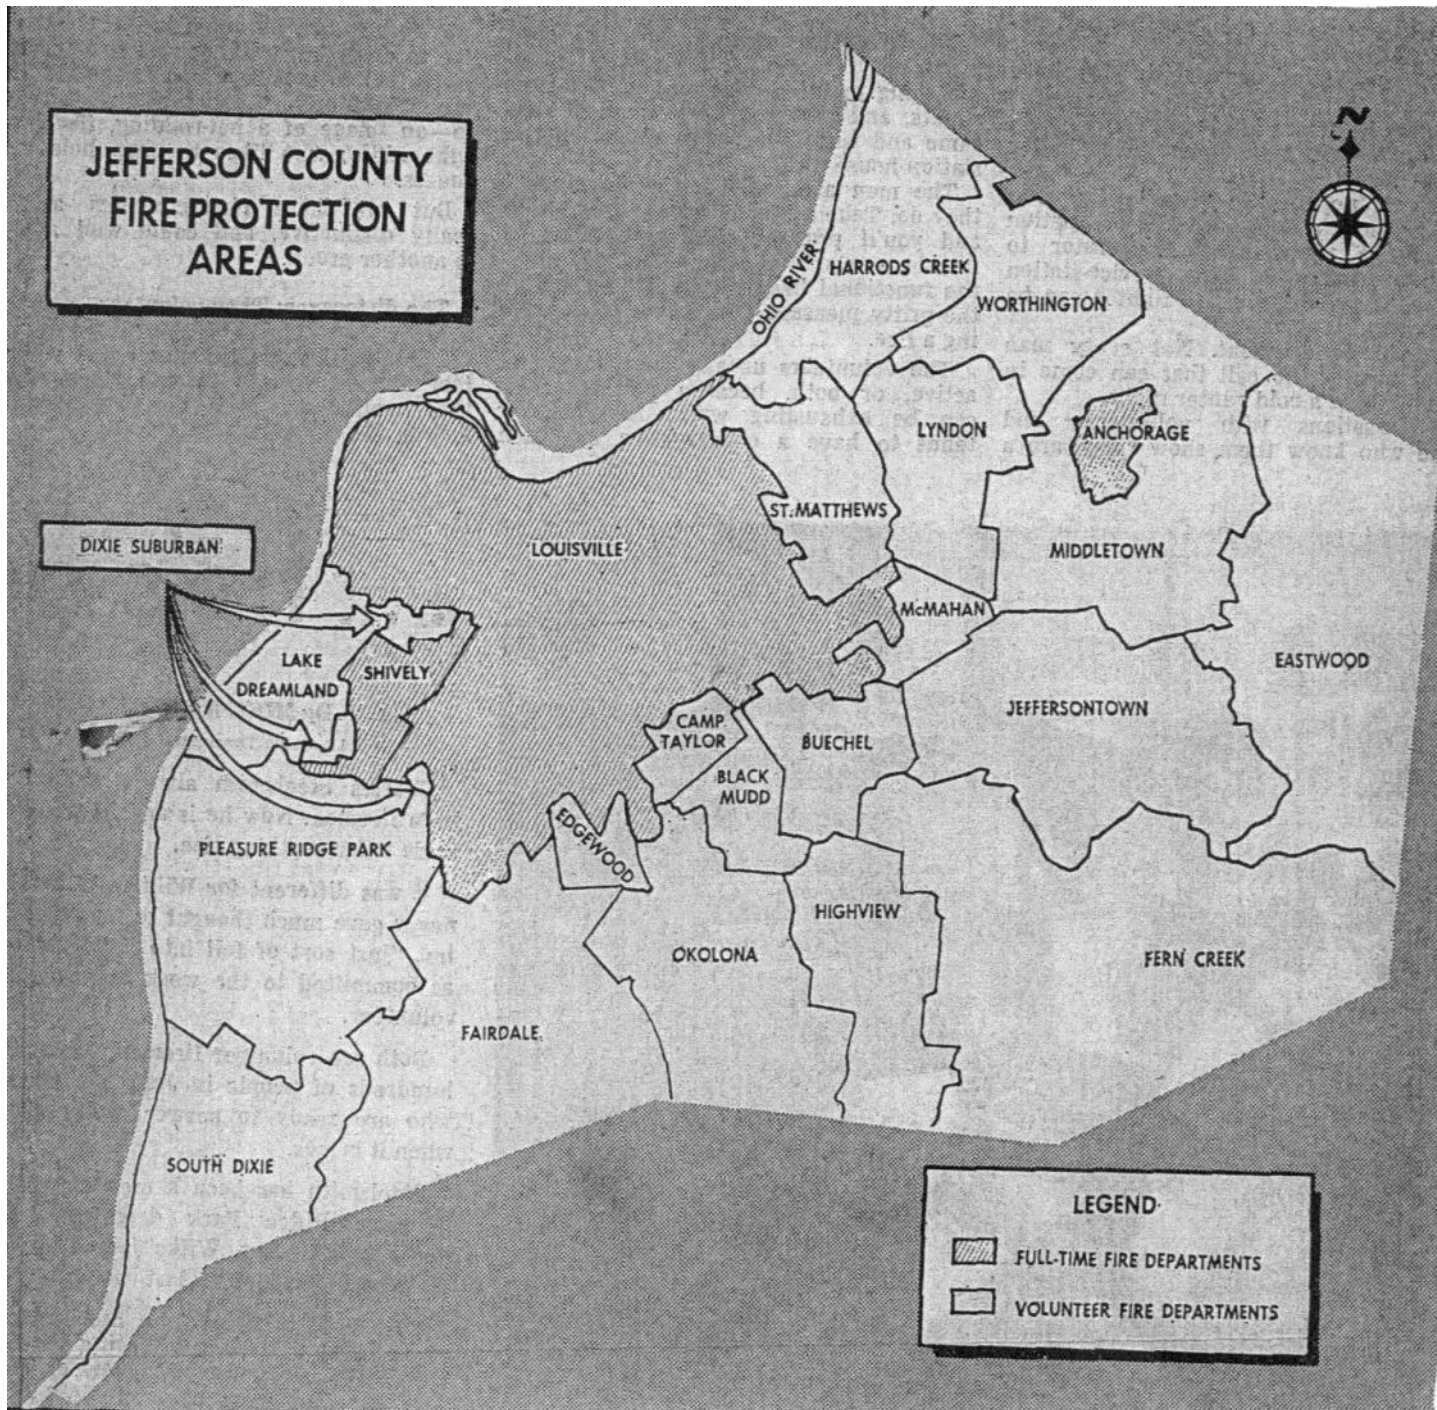 JEFFERSON COUNTY
FIRE PROTECTION
AREAS
N
OHIO RIVER
HARRODS CREEK
WORTHINGTON
LYNDON
ANCHORAGE
ST. MATTHEWS
MIDDLETOWN
DIXIE SUBURBAN
LOUISVILLE
McMAHAN
EASTWOOD
LAKE
DREAMLAND
SHIVELY
JEFFERSONTOWN
CAMP
TAYLOR
BUECHEL
BLACK
MUDD
EDGEWOOD
PLEASURE RIDGE PARK
HIGHVIEW
OKOLONA
FERN CREEK
FAIRDALE
SOUTH DIXIE
LEGEND
FULL-TIME FIRE DEPARTMENTS
VOLUNTEER FIRE DEPARTMENTS